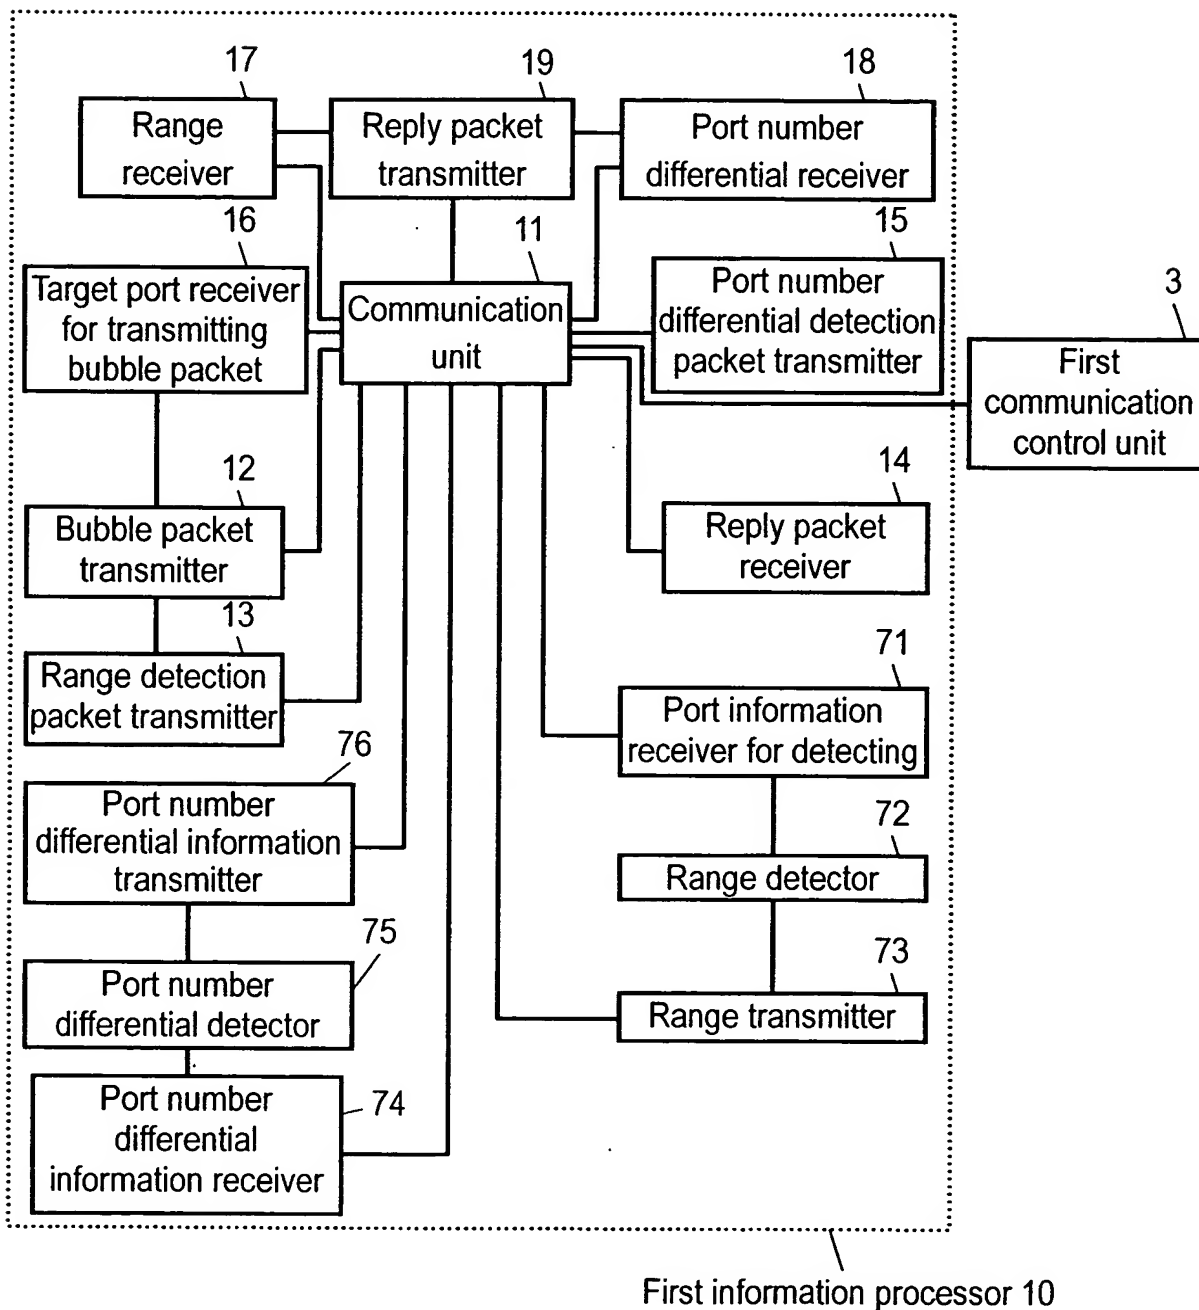 17
19
18
Range
receiver
Reply packet
transmitter
Port number
differential receiver
16
11
15
Target port receiver
for transmitting
bubble packet
Communication
unit
Port number
differential detection
packet transmitter
3
First
communication
control unit
12
14
Bubble packet
transmitter
Reply packet
receiver
13
71
Range detection
packet transmitter
Port information
receiver for detecting
76
Port number
differential information
transmitter
72
Range detector
75
73
Port number
differential detector
Range transmitter
74
Port number
differential
information receiver
First information processor 10